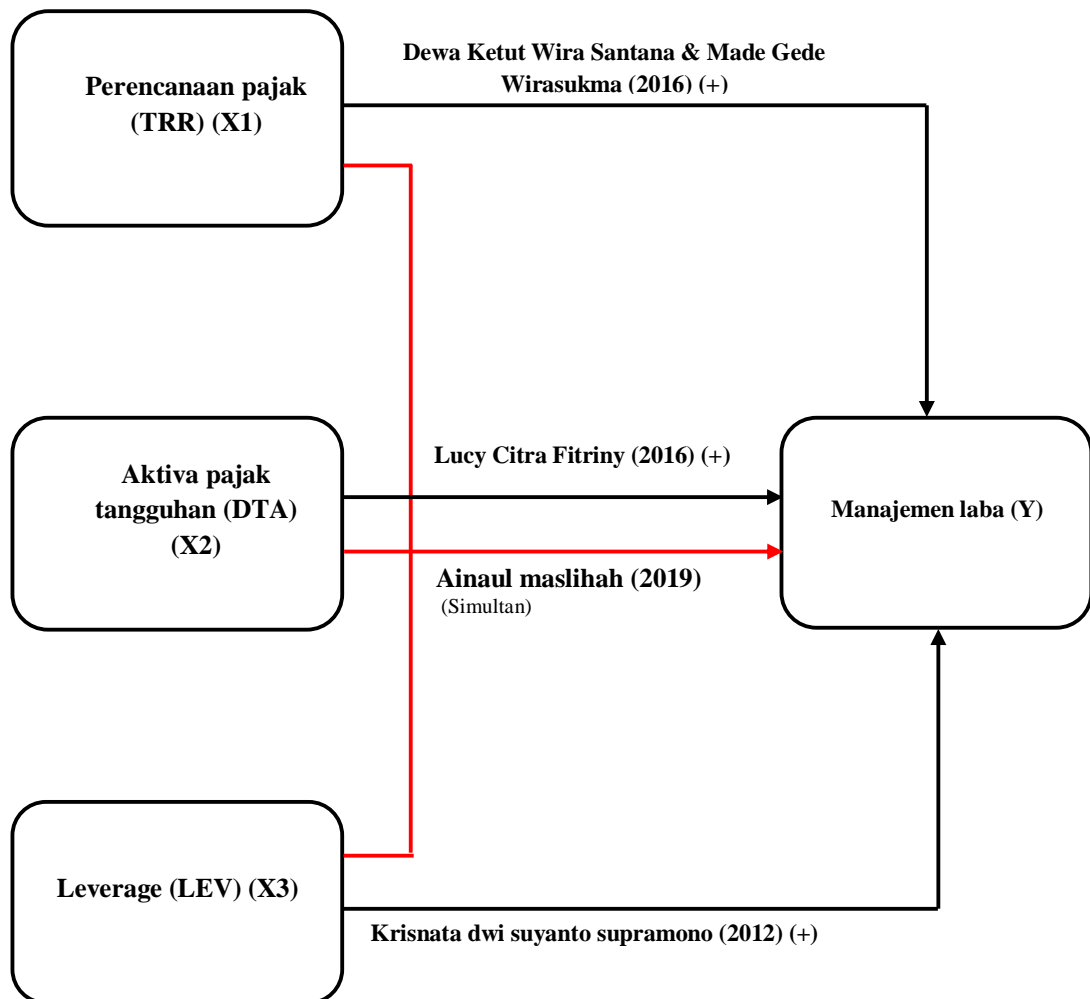 Dewa Ketut Wira Santana & Made Gede
Wirasukma (2016) (+)
Perencanaan pajak
(TRR) (X1)
Lucy Citra Fitriny (2016) (+)
Aktiva pajak
tangguhan (DTA)
(X2)
Manajemen laba (Y)
Ainaul maslihah (2019)
(Simultan)
Leverage (LEV) (X3)
Krisnata dwi suyanto supramono (2012) (+)